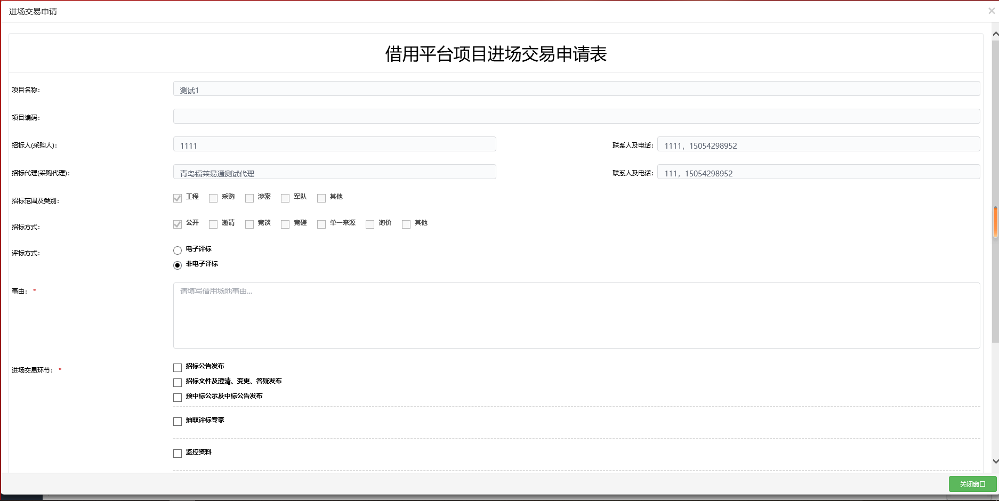 进场交易申请
借用平台项目进场交易申请表
项目名称:
测试1
项目编码:
招标人(采购人):
1111
联系人及电话:
1111，15054298952
招标代理(采购代理):
青岛福莱易通测试代理
联系人及电话:
111，15054298952
招标范围及类别:
工程 采购 涉密 军队 其他
招标方式:
公开 邀请 竞谈 竞磋 单一来源 询价 其他
评标方式:
电子评标
非电子评标
事由: *
请填写借用场地事由...
进场交易环节: *
招标公告发布
招标文件及澄清、变更、答疑发布
预中标公示及中标公告发布
抽取评标专家
监控资料
关闭窗口